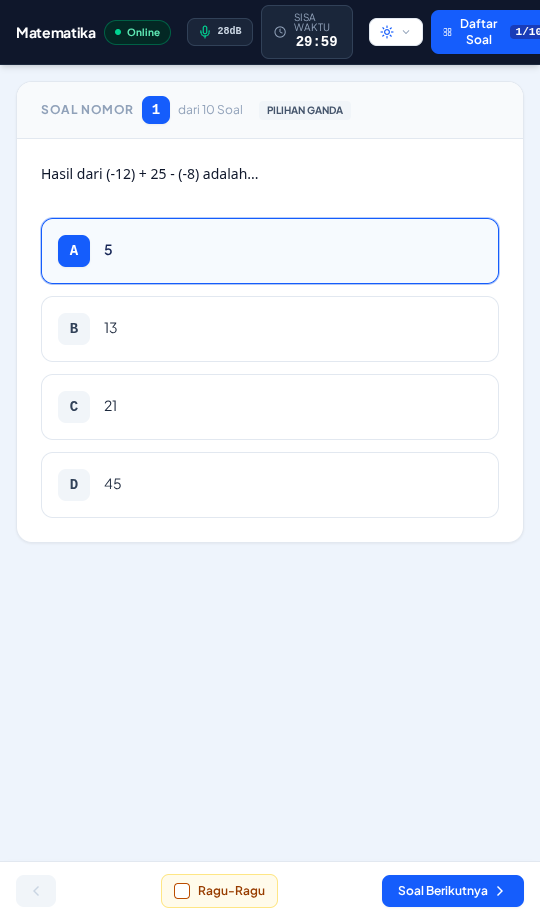 Matematika
Online
28dB
SISA WAKTU
29:59
Daftar Soal
SOAL NOMOR 1 dari 10 Soal PILIHAN GANDA
Hasil dari (-12) + 25 - (-8) adalah...
A 5
B 13
C 21
D 45
Ragu-Ragu
Soal Berikutnya